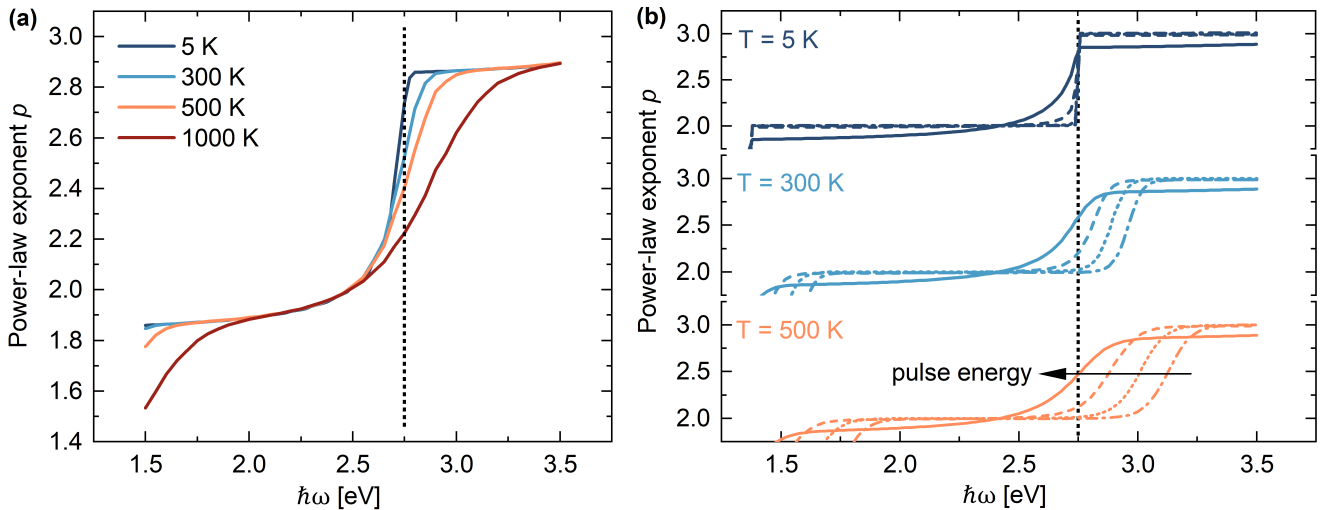 (a)
Power-law exponent p
3.0
2.8
2.6
2.4
2.2
2.0
1.8
1.6
1.4
5 K
300 K
500 K
1000 K
1.5 2.0 2.5 3.0 3.5
ħω [eV]
(b)
Power-law exponent p
T = 5 K
3.0
2.5
2.0
T = 300 K
3.0
2.5
2.0
T = 500 K
3.0
2.5
2.0
pulse energy
1.5 2.0 2.5 3.0 3.5
ħω [eV]